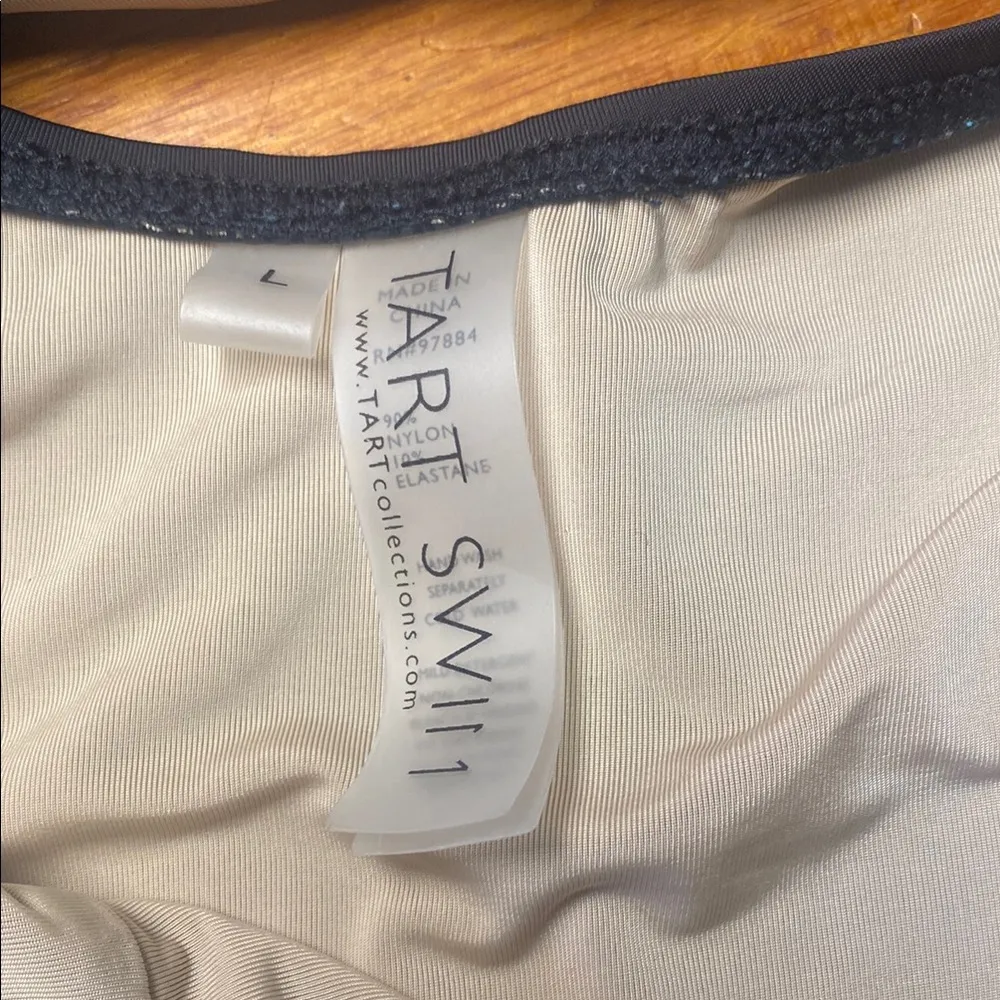 L
TART SWIM
www.TARTcollections.com
MADE IN
CHINA
RN#97884
90%
NYLON
10%
ELASTANE
HAND WASH
SEPARATELY
COLD WATER
MILD DETERGENT